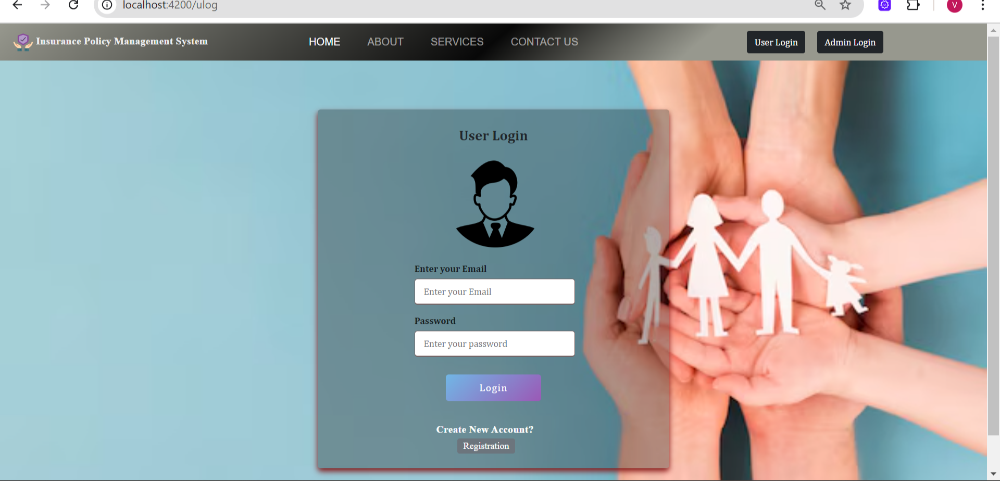 localhost:4200/ulog
V
Insurance Policy Management System
HOME
ABOUT
SERVICES
CONTACT US
User Login
Admin Login
User Login
Enter your Email
Enter your Email
Password
Enter your password
Login
Create New Account?
Registration